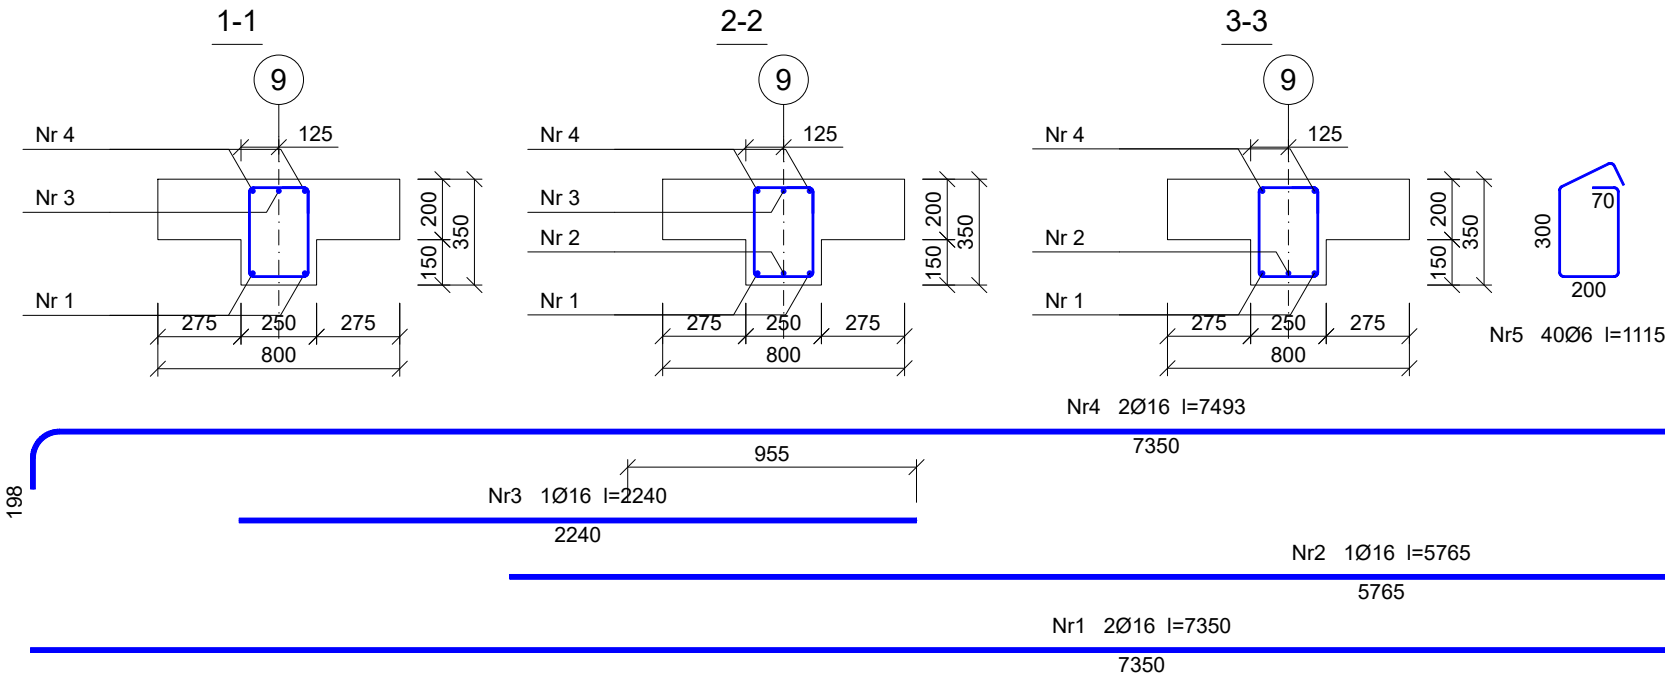 1-1
2-2
3-3
9
9
9
Nr 4
125
Nr 4
125
Nr 4
125
Nr 3
200
350
150
Nr 3
Nr 2
200
350
150
Nr 2
200
350
150
70
300
200
Nr 1
Nr 1
Nr 1
275 250 275
275 250 275
275 250 275
800
800
800
Nr5 40Ø6 l=1115
Nr4 2Ø16 l=7493
7350
198
955
Nr3 1Ø16 l=2240
2240
Nr2 1Ø16 l=5765
5765
Nr1 2Ø16 l=7350
7350